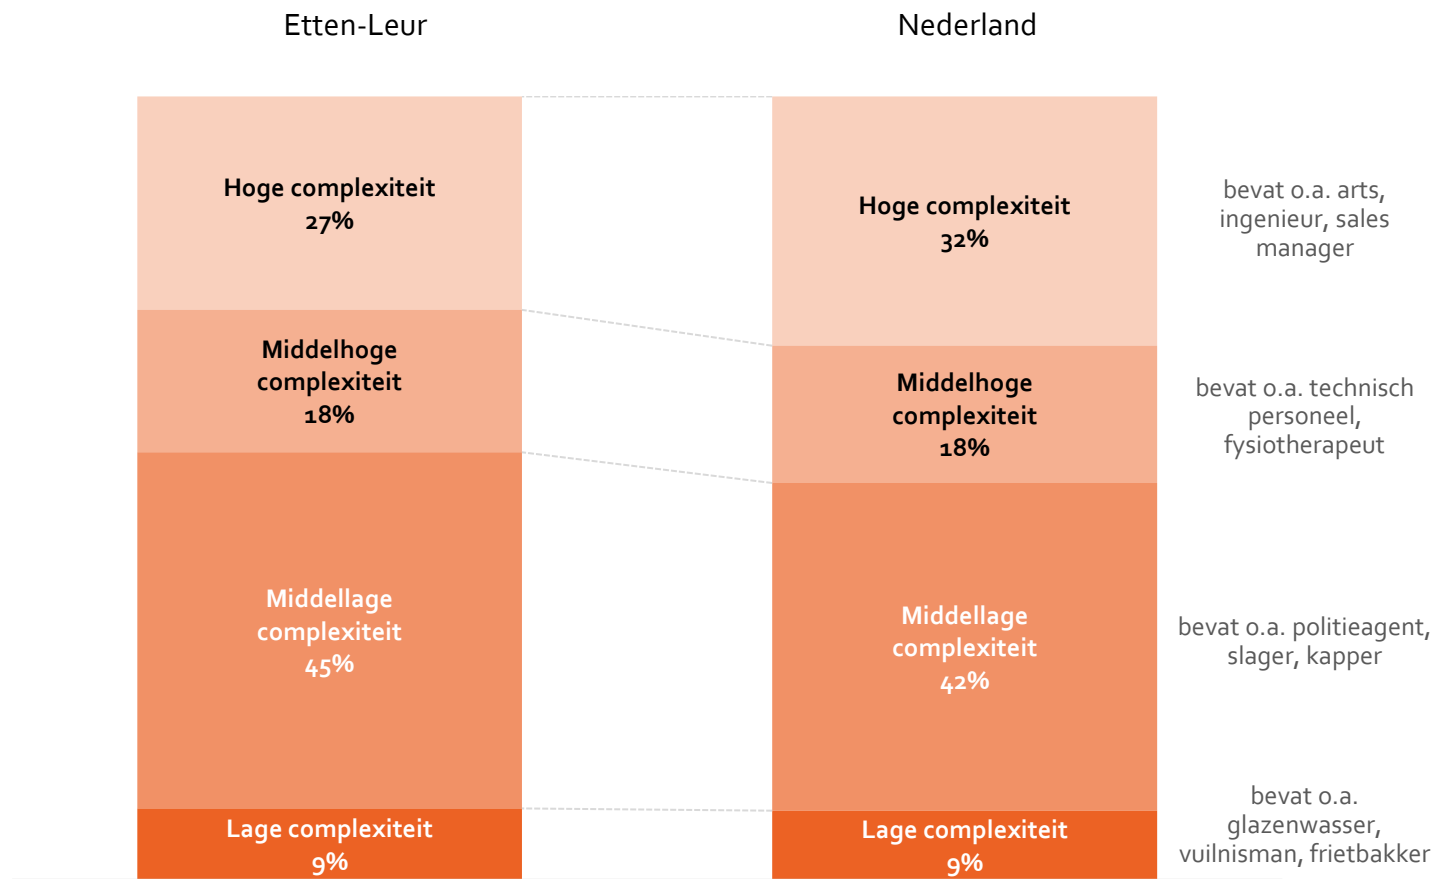 Etten-Leur
Nederland
Hoge complexiteit
27%
Hoge complexiteit
32%
bevat o.a. arts,
ingenieur, sales
manager
Middelhoge
complexiteit
18%
Middelhoge
complexiteit
18%
bevat o.a. technisch
personeel,
fysiotherapeut
Middellage
complexiteit
45%
Middellage
complexiteit
42%
bevat o.a. politieagent,
slager, kapper
Lage complexiteit
9%
Lage complexiteit
9%
bevat o.a.
glazenwasser,
vuilnisman, frietbakker